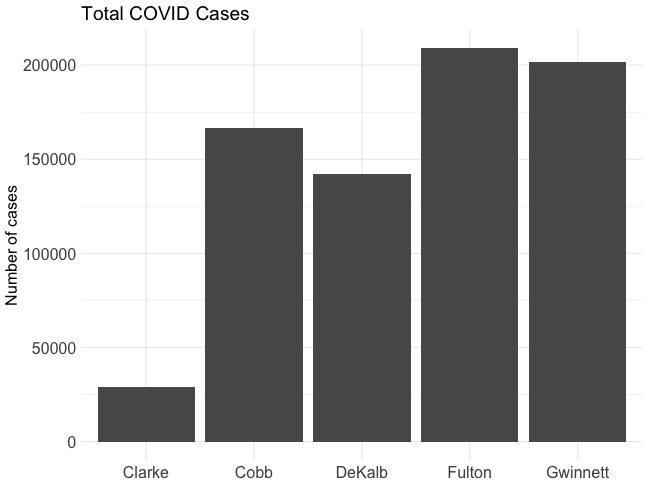 Total COVID Cases
Number of cases
200000
150000
100000
50000
0
Clarke Cobb DeKalb Fulton Gwinnett